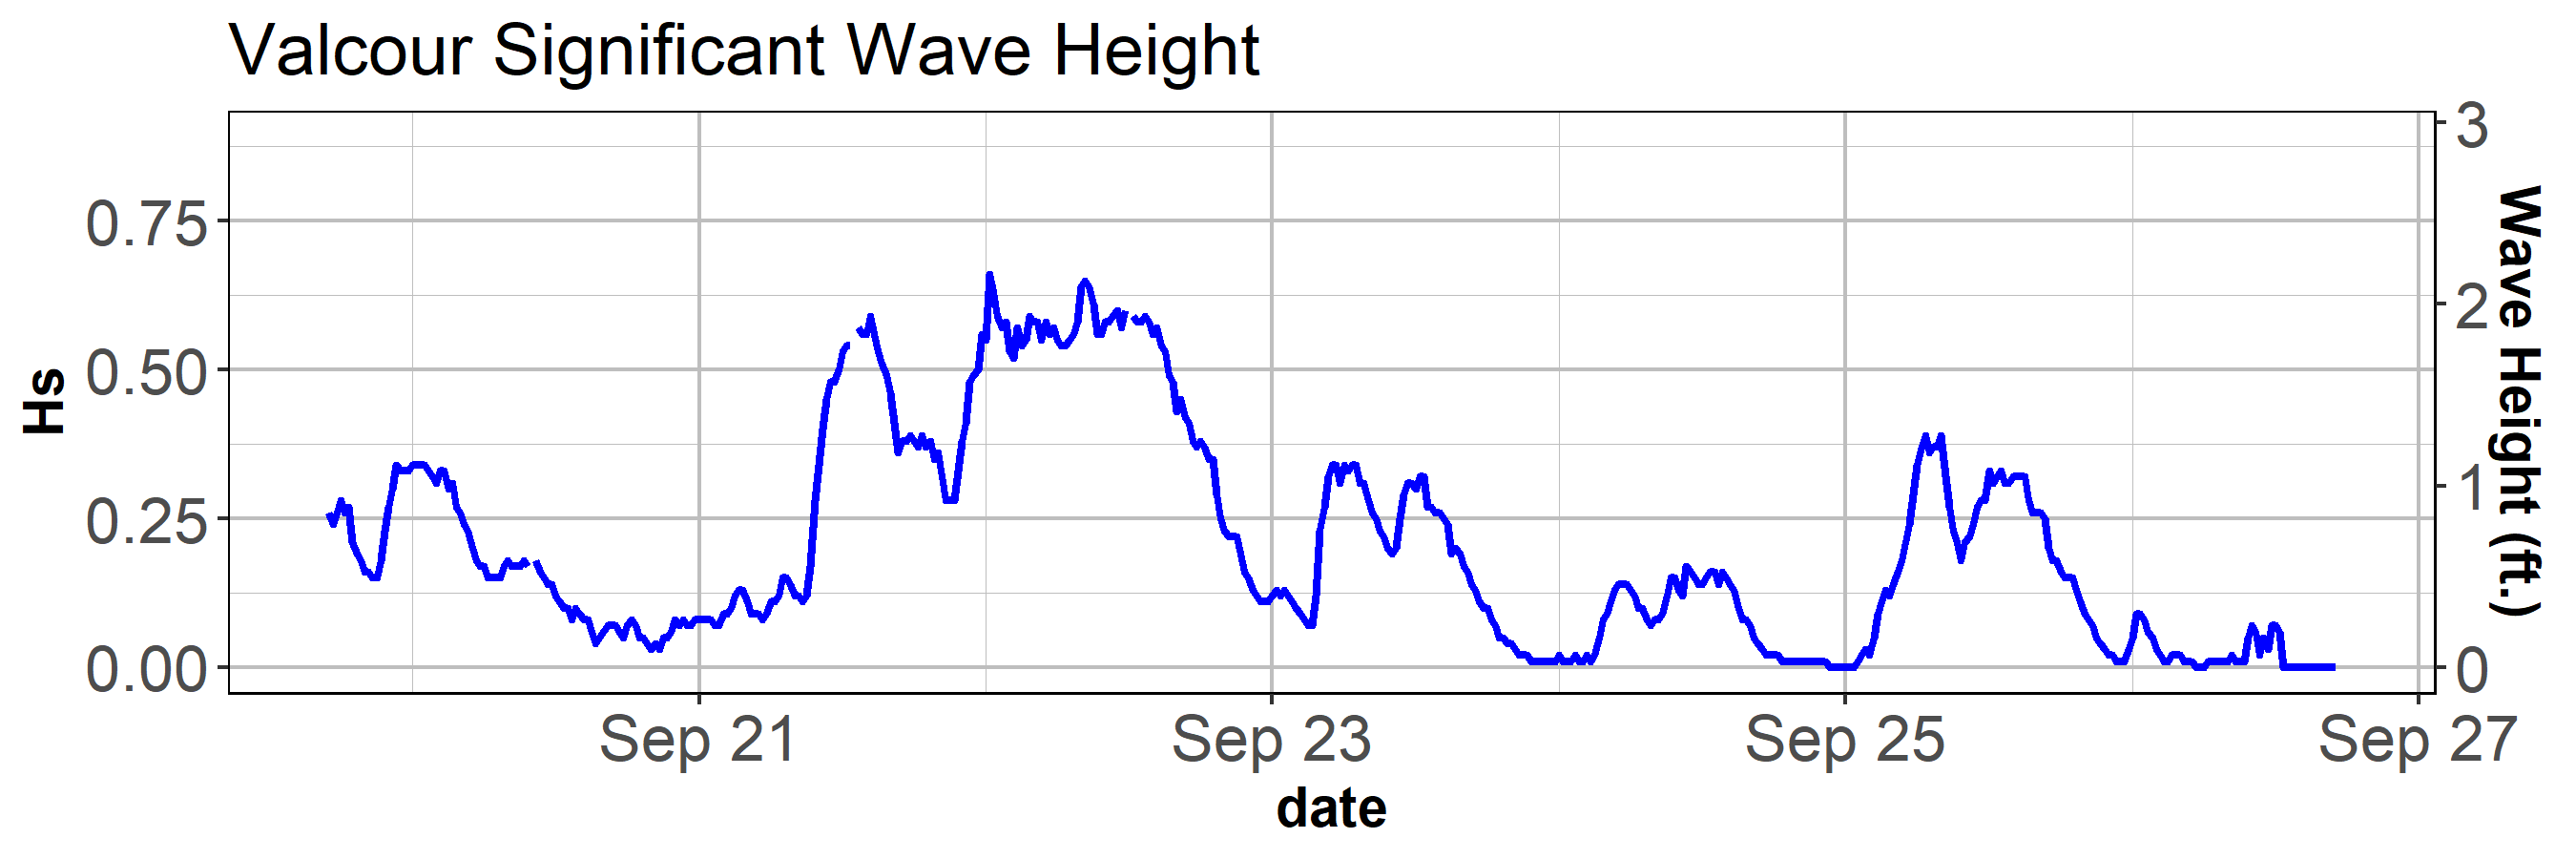 Valcour Significant Wave Height
Hs
0.75
0.50
0.25
0.00
3
2
1
0
Wave Height (ft.)
Sep 21
Sep 23
Sep 25
Sep 27
date